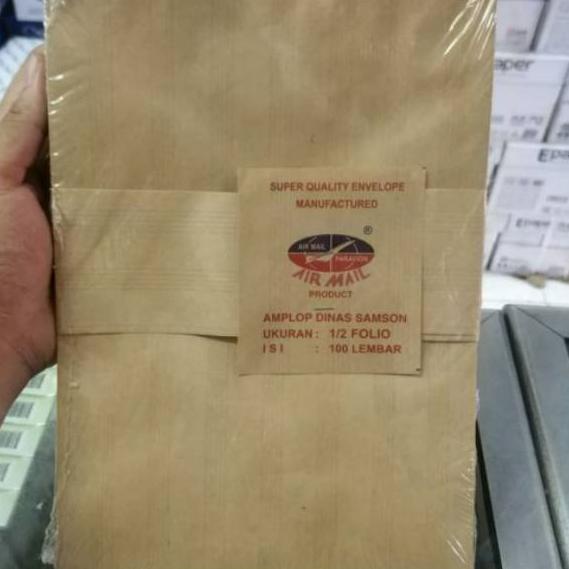 SUPER QUALITY ENVELOPE
MANUFACTURED
®
AIR MAIL
PARAVION
AIR MAIL
PRODUCT
AMPLOP DINAS SAMSON
UKURAN : 1/2 FOLIO
ISI : 100 LEMBAR